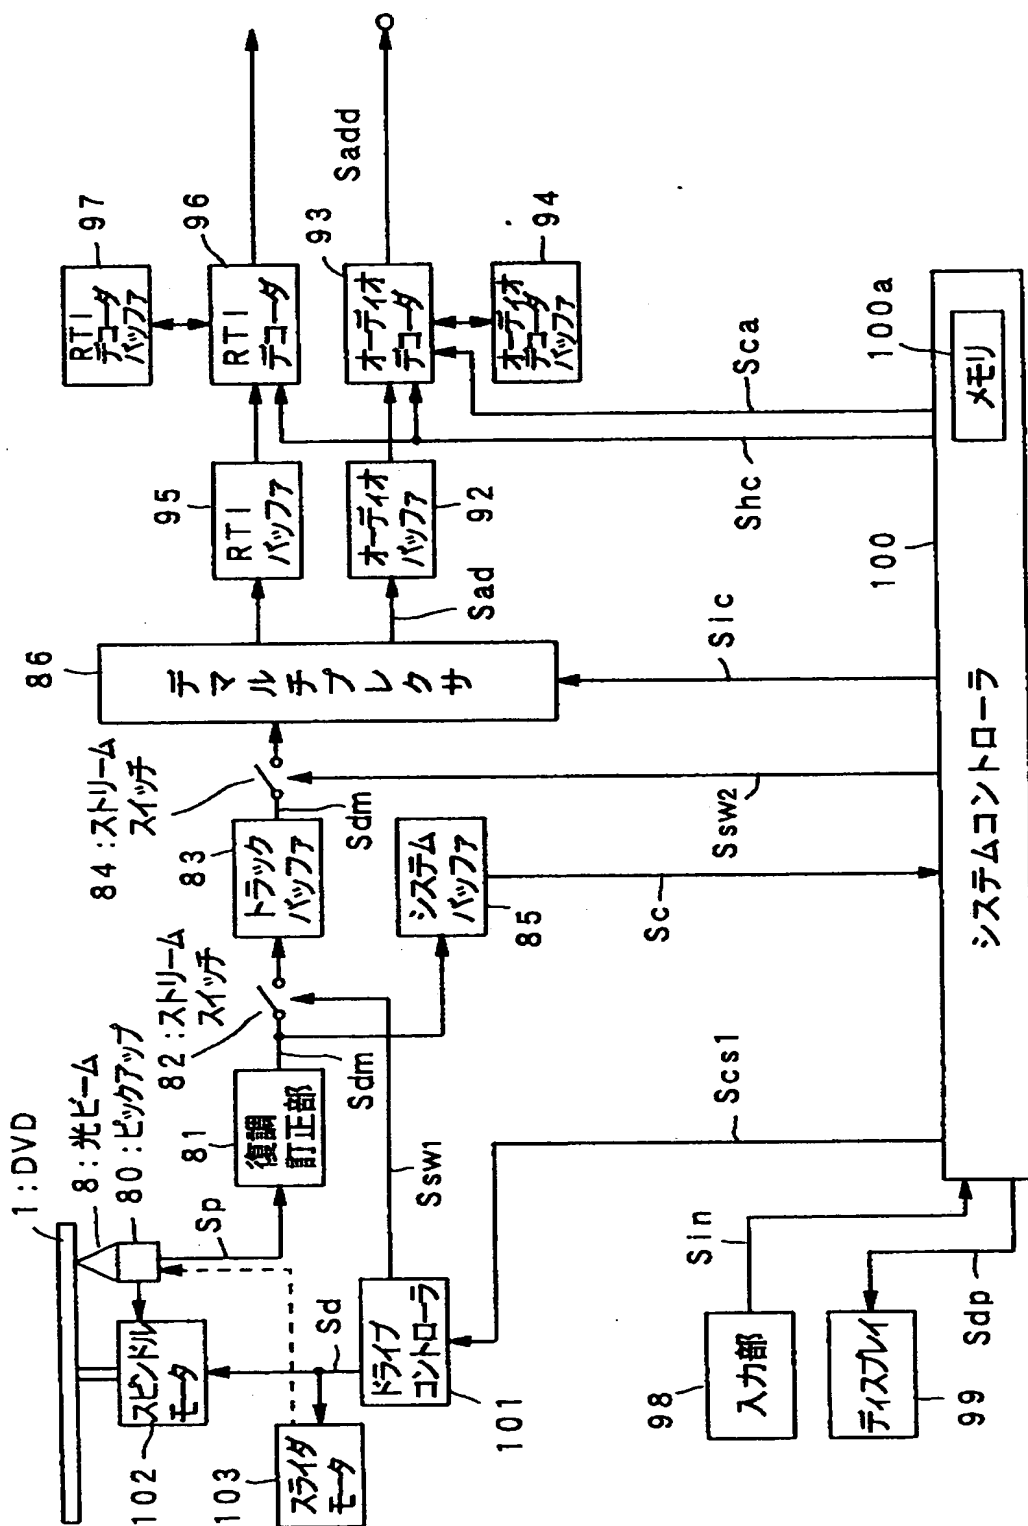 1:DVD
8:光ビーム
80:ピックアップ
Sp
スピンドル
モータ
102
スライダ
モータ
103
Sd
ドライブ
コントローラ
101
復調
訂正部
81
Sdm
82:ストリーム
スイッチ
Ssw1
トラック
バッファ
83
Sdm
84:ストリーム
スイッチ
システム
バッファ
85
Sc
Ssw2
デマルチプレクサ
86
Slc
Sad
RTI
バッファ
95
オーディオ
バッファ
92
RTI
デコーダ
96
RTI
デコーダ
バッファ
97
オーディオ
デコーダ
93
オーディオ
デコーダ
バッファ
94
Sadd
Shc
Sca
Scs1
入力部
98
Sin
ディスプレイ
99
Sdp
システムコントローラ
100
メモリ
100a